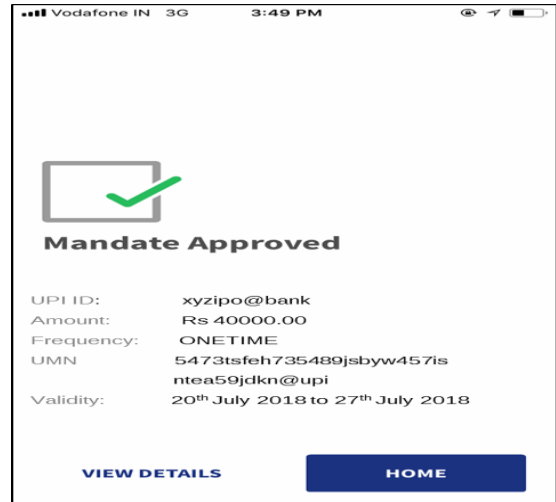 Vodafone IN 3G 3:49 PM
Mandate Approved
UPI ID: xyzipo@bank
Amount: Rs 40000.00
Frequency: ONETIME
UMN 5473tsfeh735489jsbyw457is
ntea59jdkn@upi
Validity: 20th July 2018 to 27th July 2018
VIEW DETAILS HOME